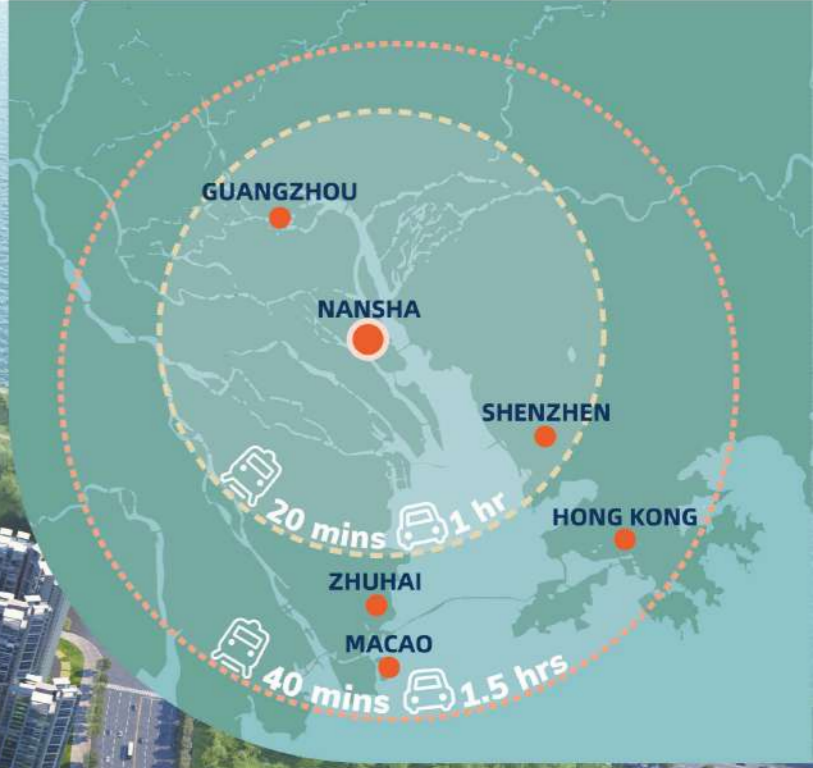 GUANGZHOU
NANSHA
SHENZHEN
20 mins 1 hr
HONG KONG
ZHUHAI
MACAO
40 mins 1.5 hrs